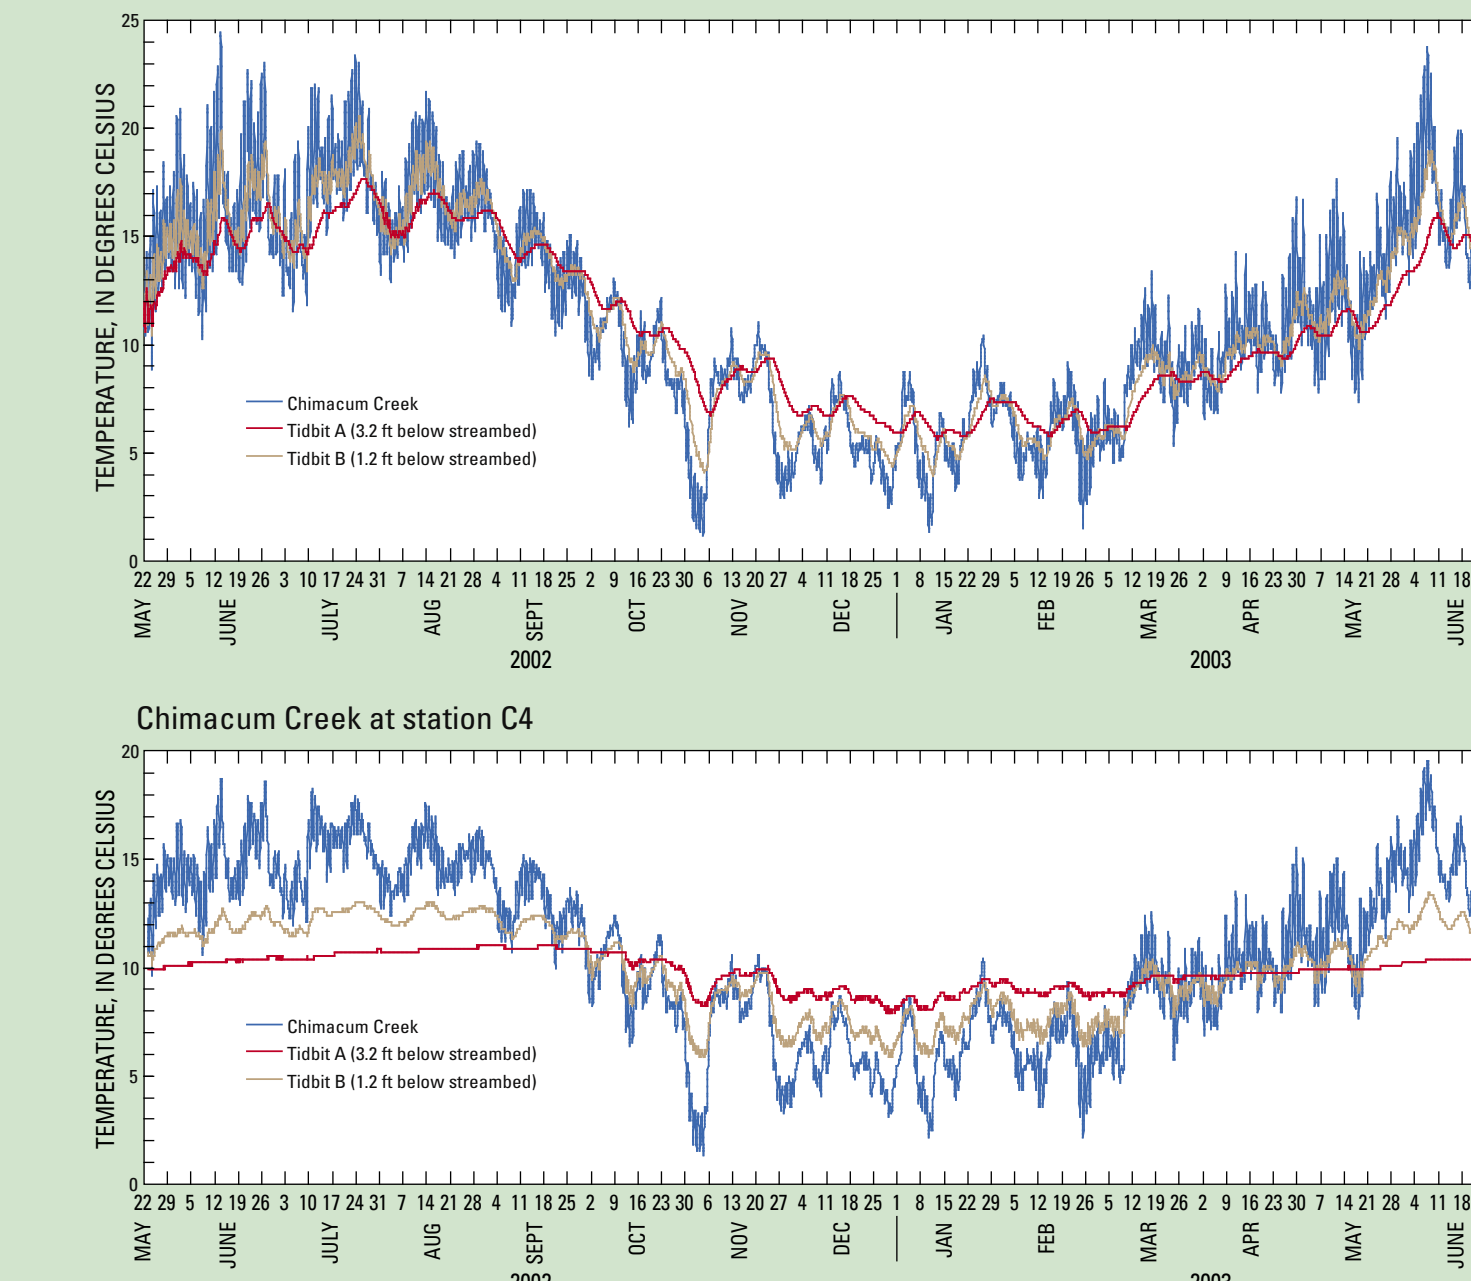 25
20
15
10
5
0
TEMPERATURE, IN DEGREES CELSIUS
Chimacum Creek
Tidbit A (3.2 ft below streambed)
Tidbit B (1.2 ft below streambed)
22 29 5 12 19 26 3 10 17 24 31 7 14 21 28 4 11 18 25 2 9 16 23 30 6 13 20 27 4 11 18 25 1 8 15 22 29 5 12 19 26 5 12 19 26 2 9 16 23 30 7 14 21 28 4 11 18
MAY JUNE JULY AUG SEPT OCT NOV DEC JAN FEB MAR APR MAY JUNE
2002 2003
Chimacum Creek at station C4
20
15
10
5
0
TEMPERATURE, IN DEGREES CELSIUS
Chimacum Creek
Tidbit A (3.2 ft below streambed)
Tidbit B (1.2 ft below streambed)
22 29 5 12 19 26 3 10 17 24 31 7 14 21 28 4 11 18 25 2 9 16 23 30 6 13 20 27 4 11 18 25 1 8 15 22 29 5 12 19 26 5 12 19 26 2 9 16 23 30 7 14 21 28 4 11 18
MAY JUNE JULY AUG SEPT OCT NOV DEC JAN FEB MAR APR MAY JUNE
2002 2003